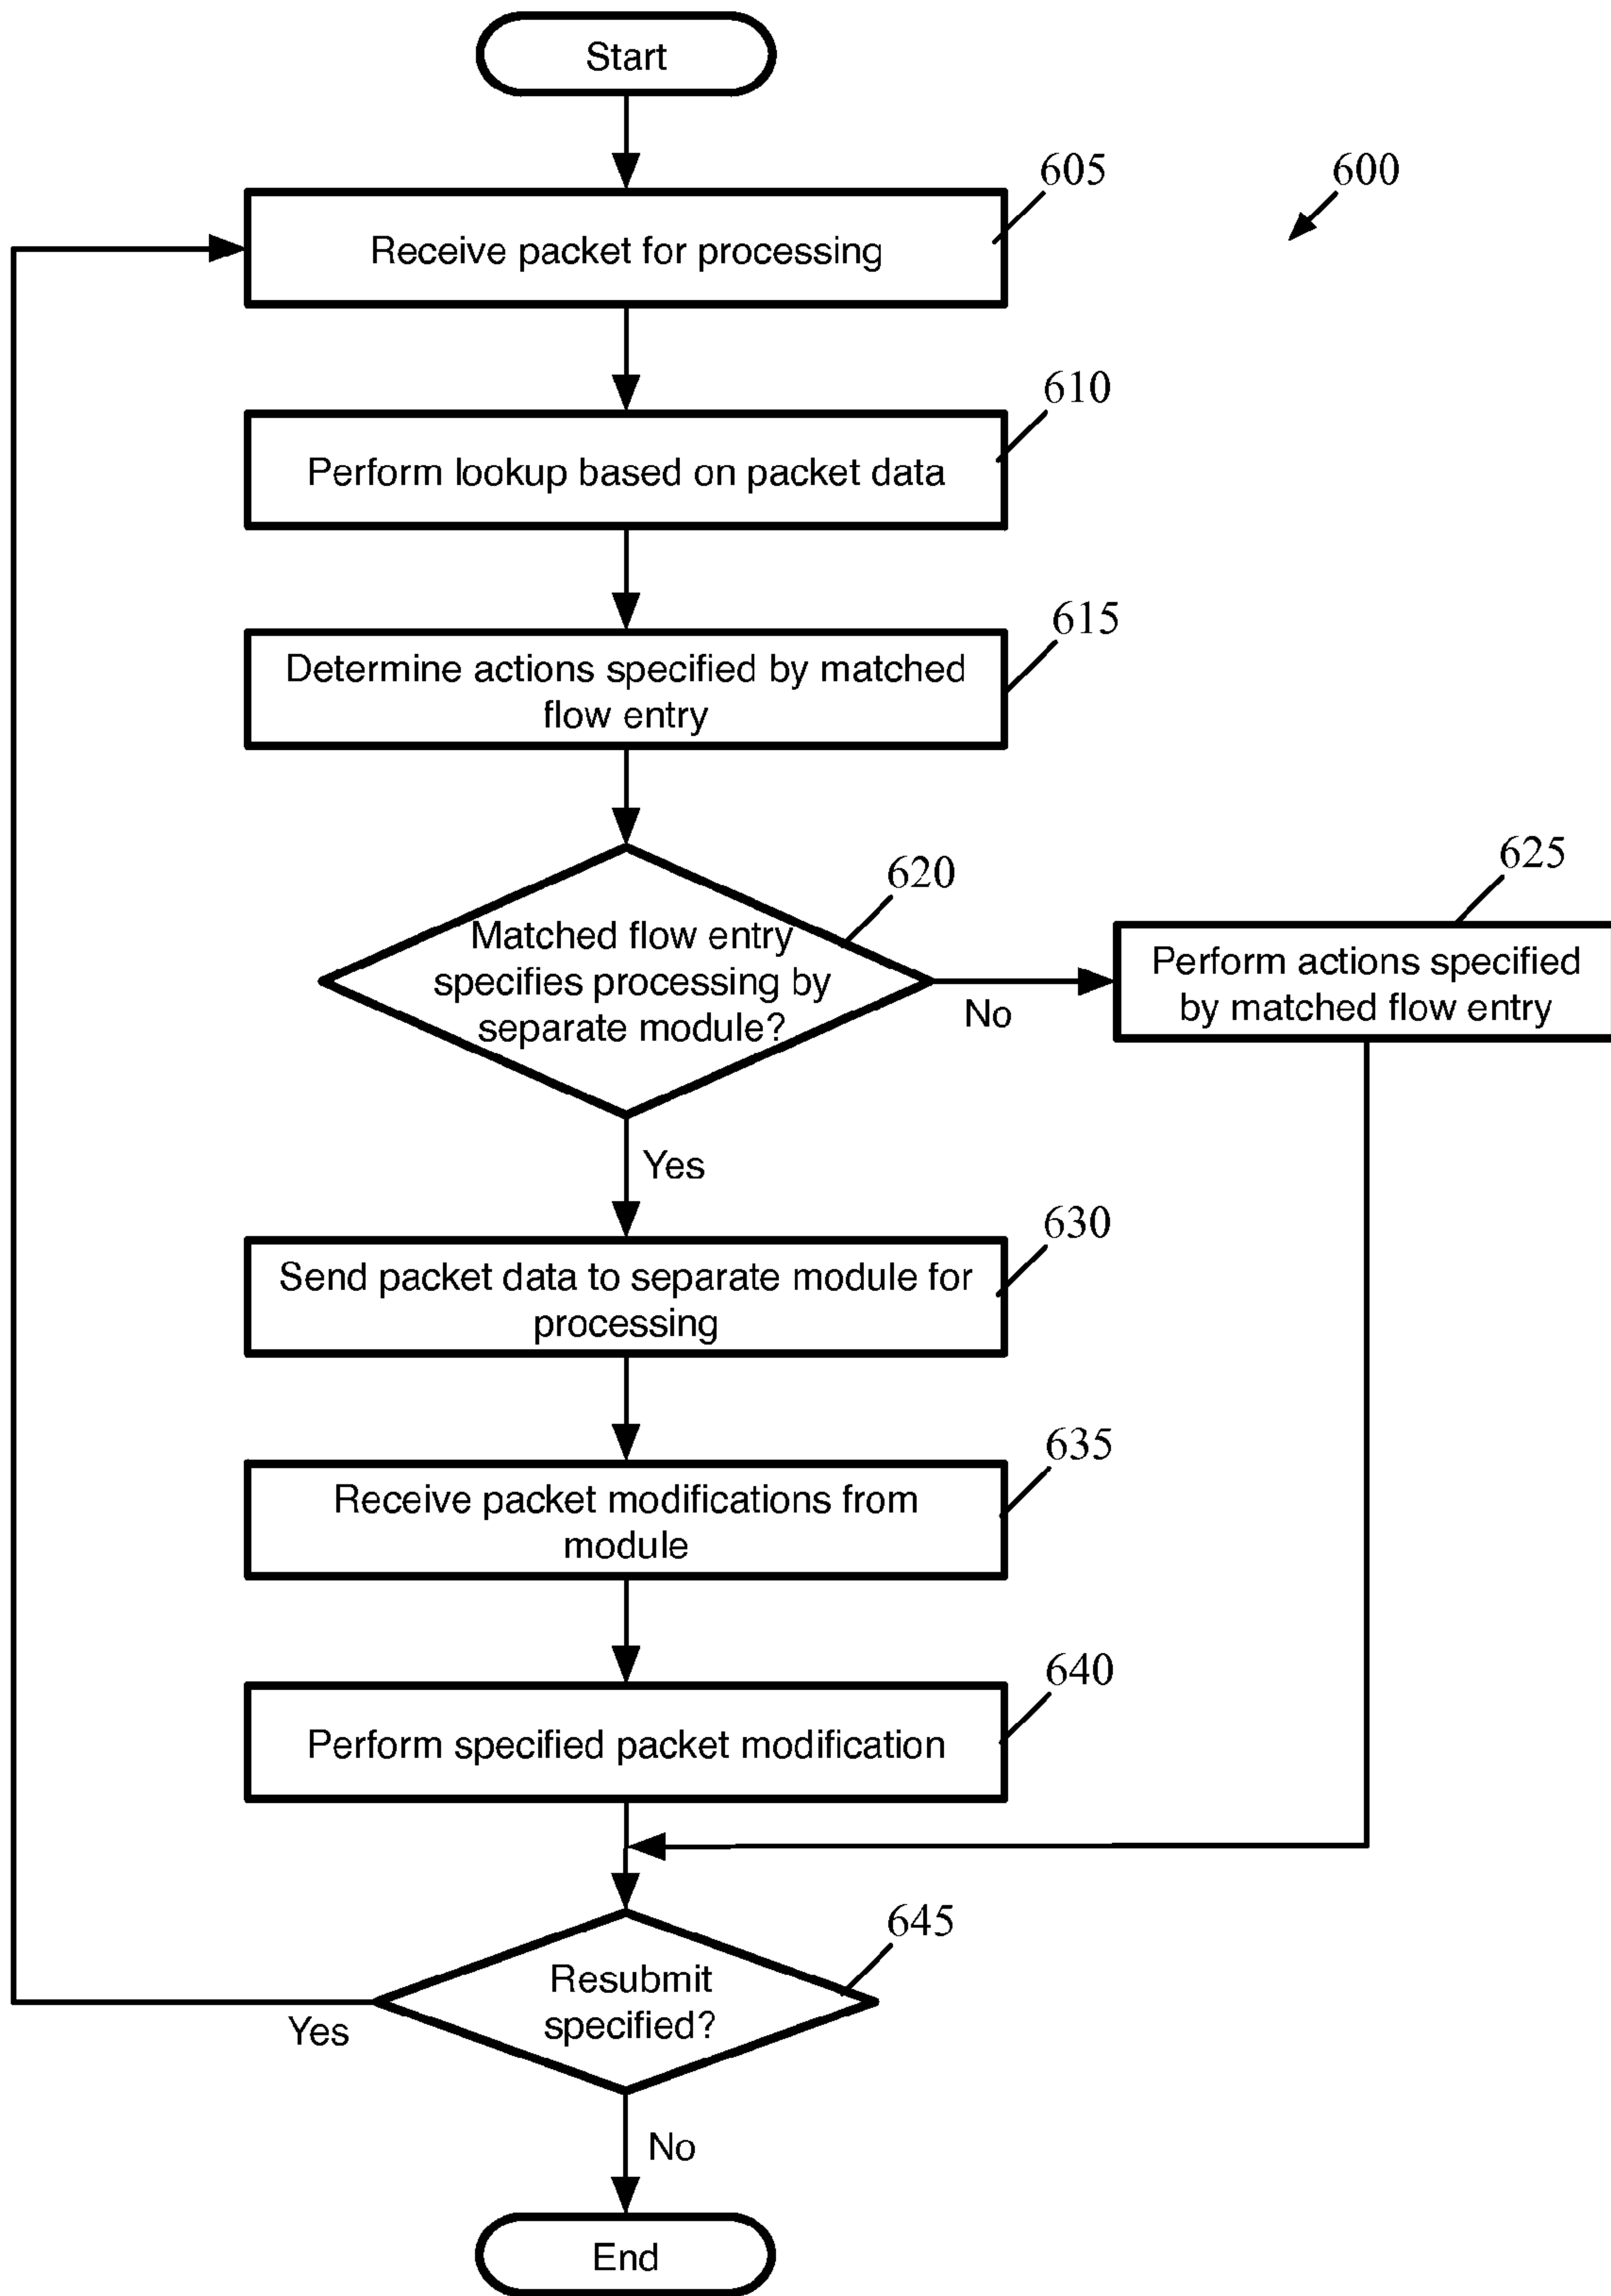 Start
605
600
Receive packet for processing
610
Perform lookup based on packet data
615
Determine actions specified by matched
flow entry
620
625
Matched flow entry
specifies processing by
separate module?
No
Perform actions specified
by matched flow entry
Yes
630
Send packet data to separate module for
processing
635
Receive packet modifications from
module
640
Perform specified packet modification
645
Resubmit
specified?
Yes
No
End